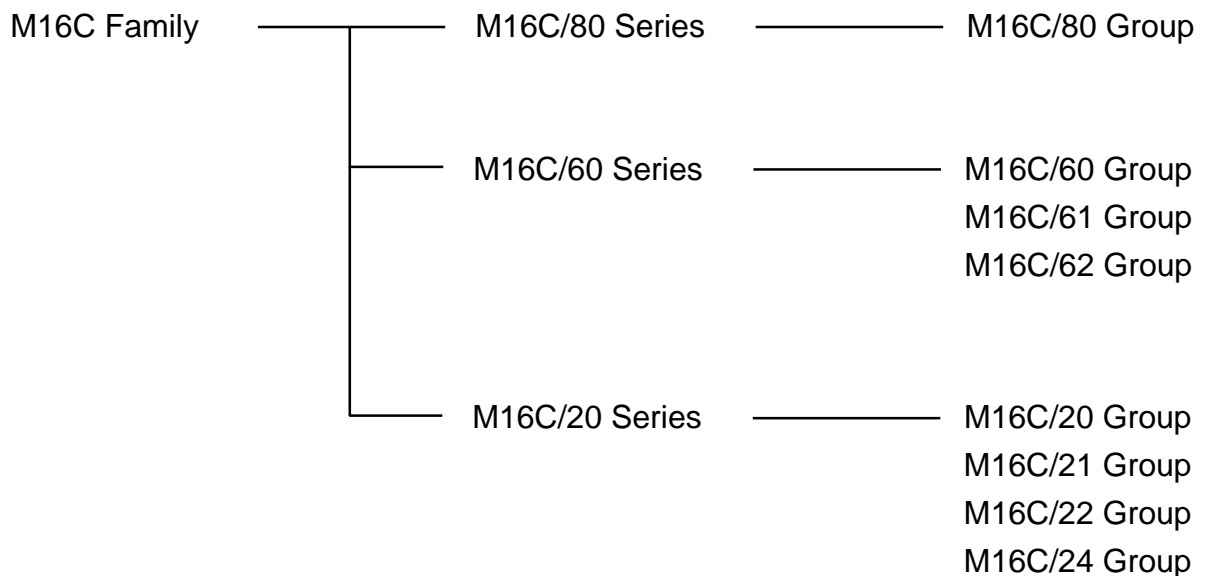 M16C Family M16C/80 Series M16C/80 Group
M16C/60 Series M16C/60 Group
M16C/61 Group
M16C/62 Group
M16C/20 Series M16C/20 Group
M16C/21 Group
M16C/22 Group
M16C/24 Group